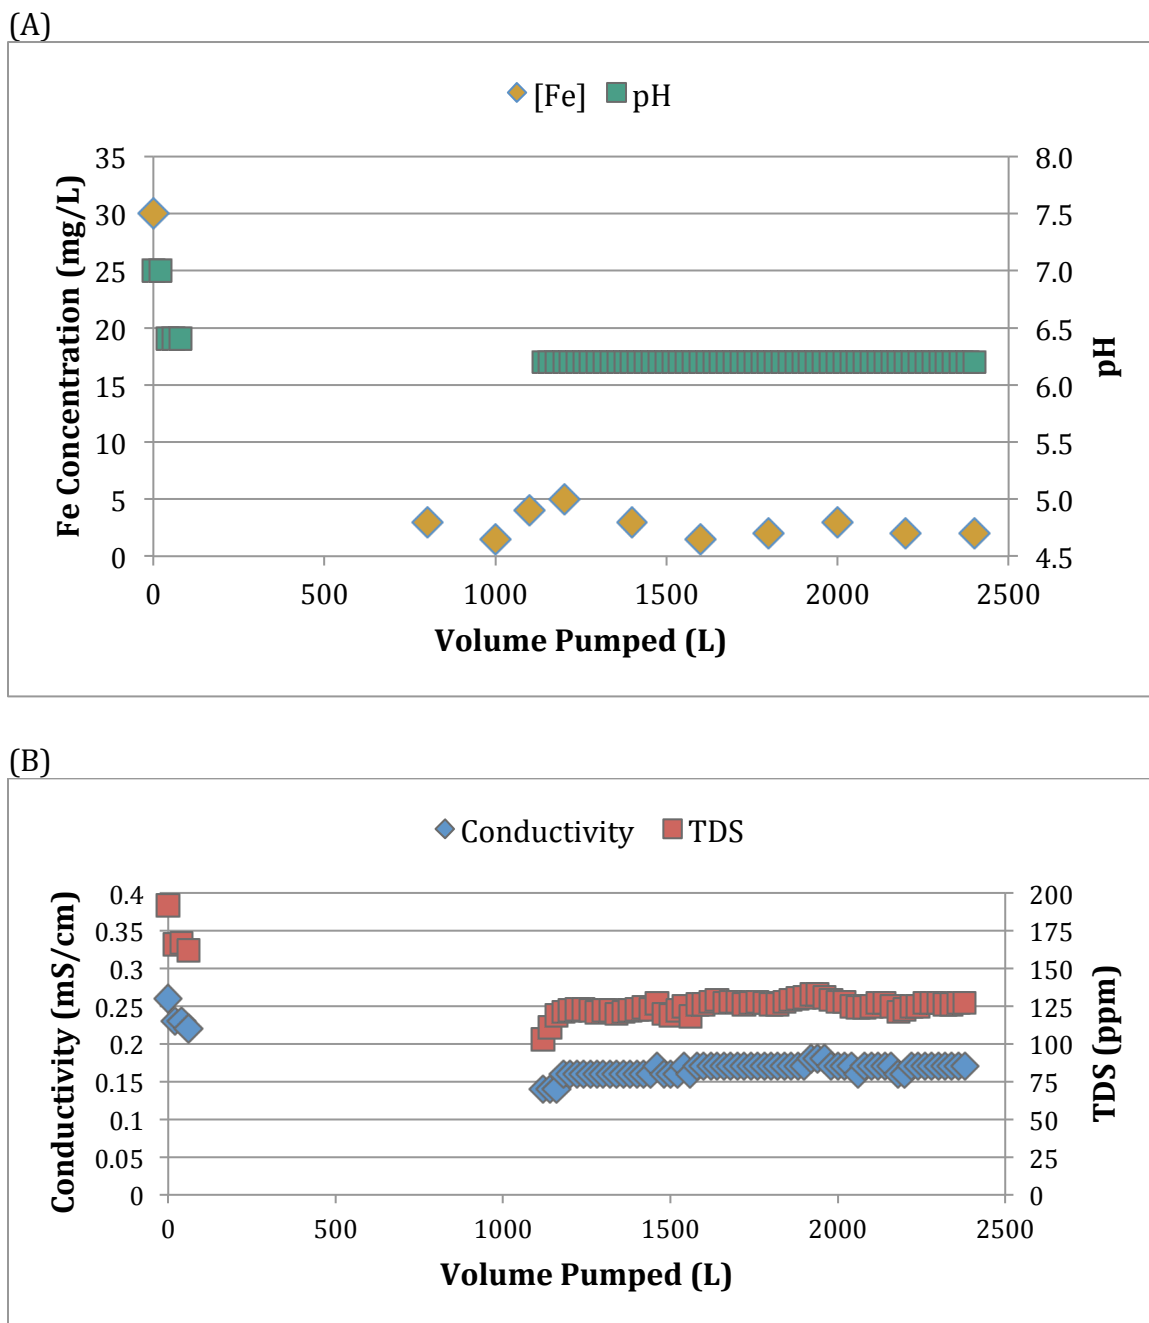 (A)
[Fe] pH
35 8.0
30 7.5
25 7.0
20 6.5
15 6.0
10 5.5
5 5.0
0 4.5
Fe Concentration (mg/L)
pH
0 500 1000 1500 2000 2500
Volume Pumped (L)
(B)
Conductivity TDS
0.4 200
0.35 175
0.3 150
0.25 125
0.2 100
0.15 75
0.1 50
0.05 25
0 0
Conductivity (mS/cm)
TDS (ppm)
0 500 1000 1500 2000 2500
Volume Pumped (L)